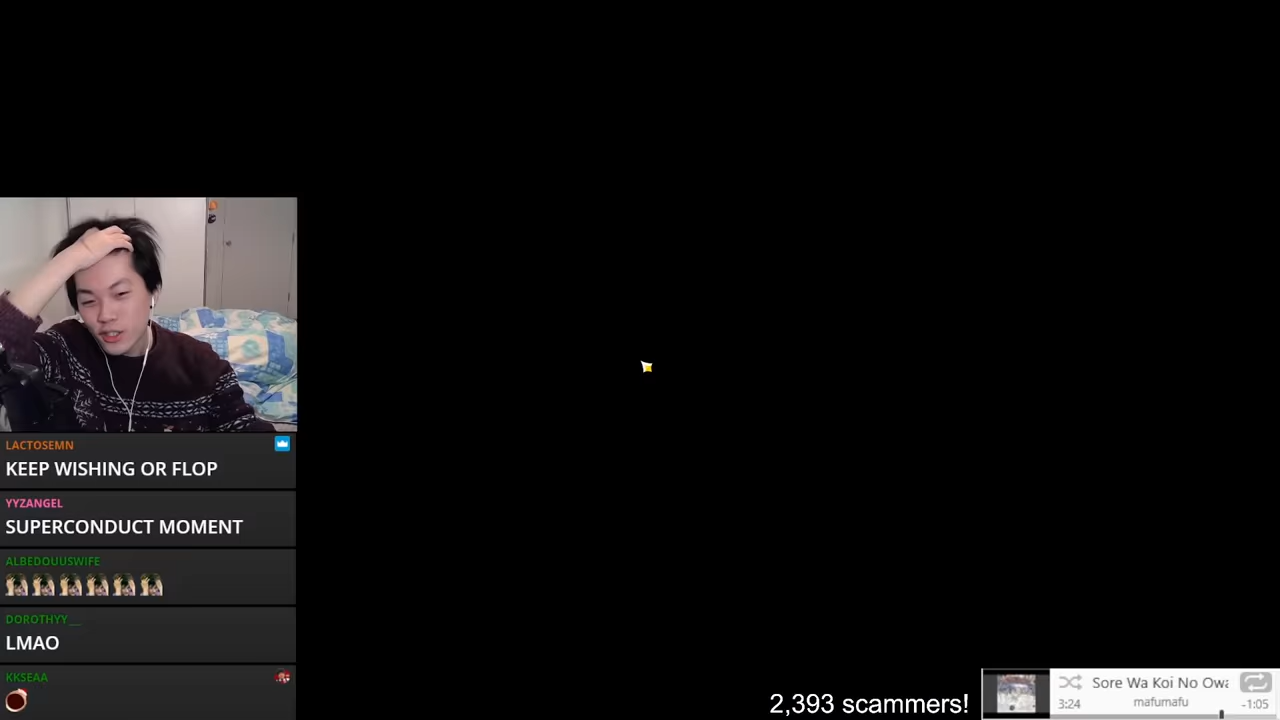 LACTOSEMN
KEEP WISHING OR FLOP
YYZANGEL
SUPERCONDUCT MOMENT
ALBEDOUUSWIFE
DOROTHYY__
LMAO
KKSEAA
2,393 scammers!
Sore Wa Koi No Owa
3:24 mafumafu -1:05